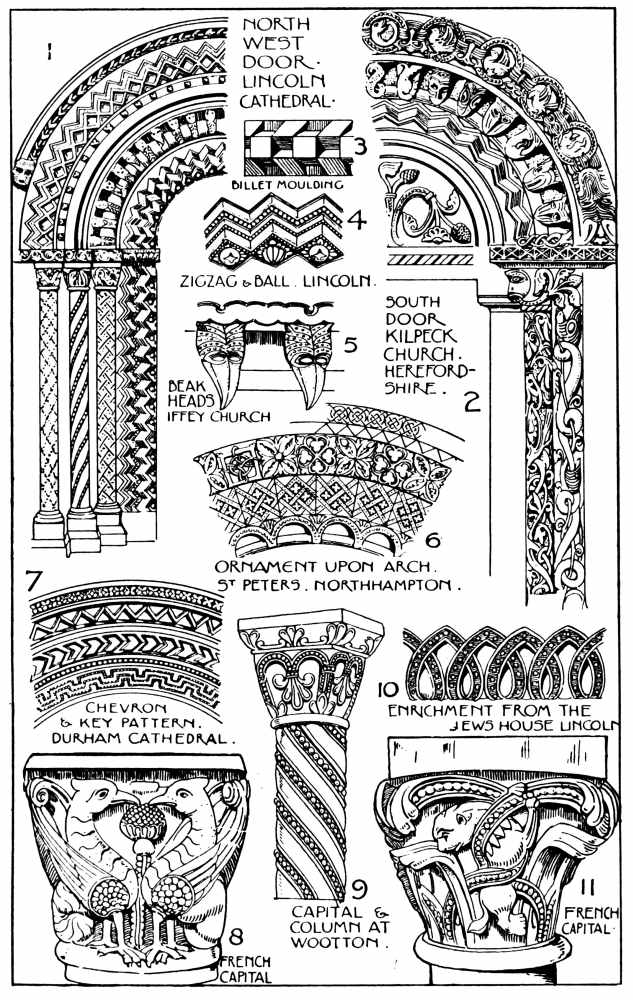 1
NORTH
WEST
DOOR.
LINCOLN
CATHEDRAL.
3
BILLET MOULDING
4
ZIGZAG & BALL. LINCOLN.
5
BEAK
HEADS
IFFEY CHURCH
SOUTH
DOOR
KILPECK
CHURCH.
HEREFORD-
SHIRE.
2
6
ORNAMENT UPON ARCH.
ST PETERS. NORTHHAMPTON.
7
CHEVRON
& KEY PATTERN.
DURHAM CATHEDRAL.
8
FRENCH
CAPITAL
9
CAPITAL &
COLUMN AT
WOOTTON.
10
ENRICHMENT FROM THE
JEWS HOUSE LINCOLN
11
FRENCH
CAPITAL.